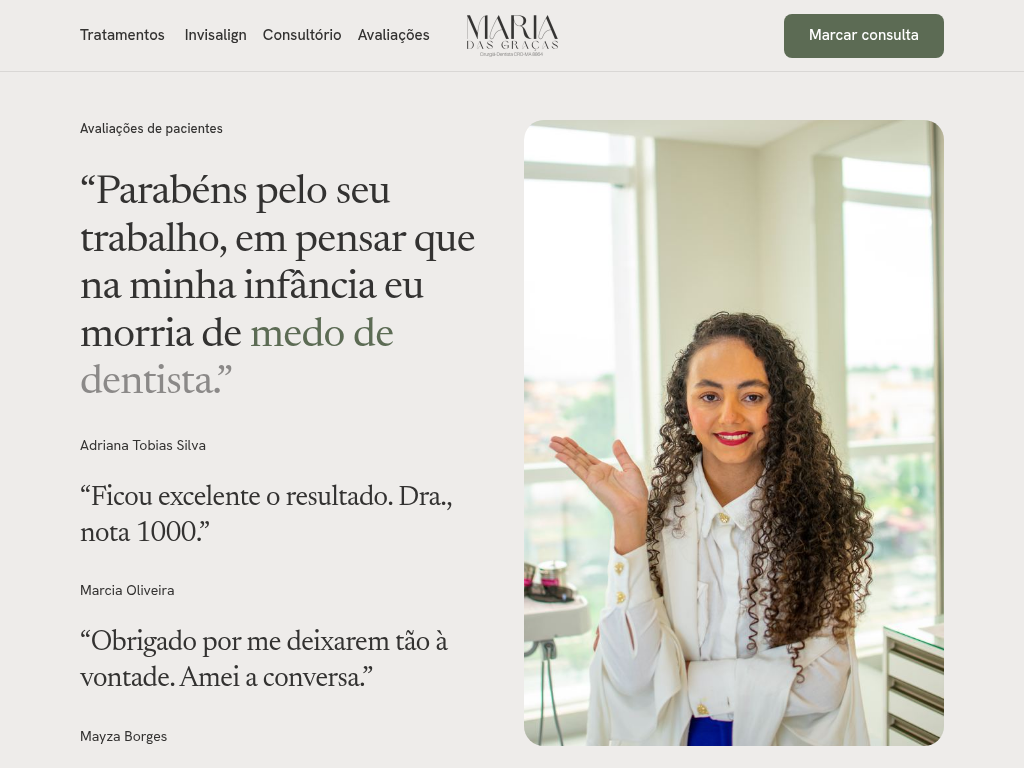 Tratamentos Invisalign Consultório Avaliações
MARIA
DAS GRAÇAS
Marcar consulta
Avaliações de pacientes
“Parabéns pelo seu
trabalho, em pensar que
na minha infância eu
morria de medo de
dentista.”
Adriana Tobias Silva
“Ficou excelente o resultado. Dra.,
nota 1000.”
Marcia Oliveira
“Obrigado por me deixarem tão à
vontade. Amei a conversa.”
Mayza Borges